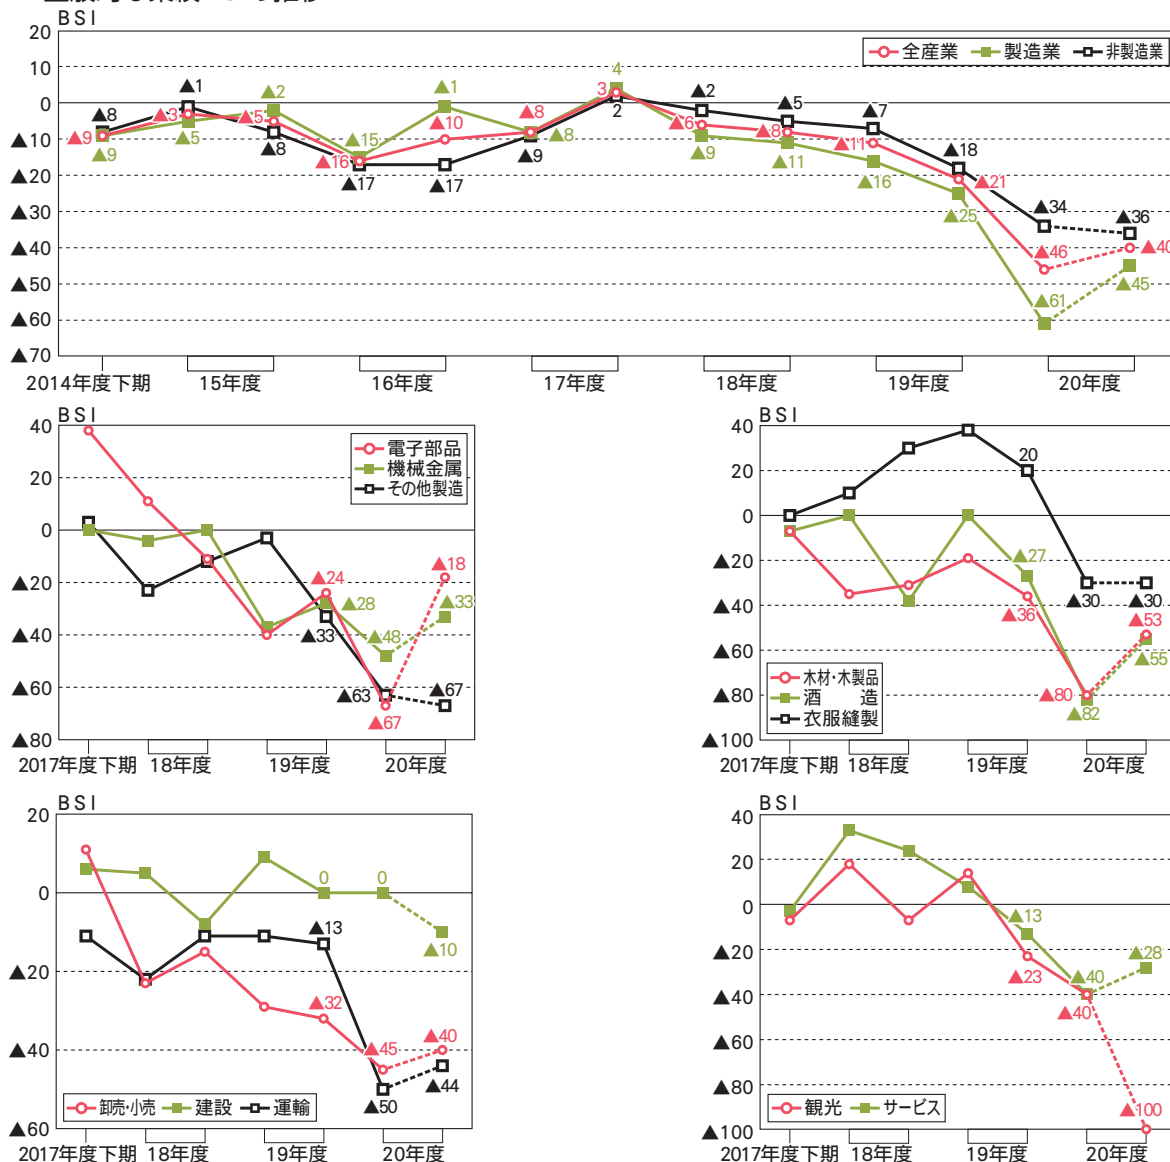 BSI
20
10
0
▲10
▲20
▲30
▲40
▲50
▲60
▲70
全産業 製造業 非製造業
▲8 ▲1 ▲2 ▲1 4 ▲2 ▲5 ▲7
▲9 ▲3 ▲5 ▲15 ▲10 ▲8 3 ▲6 ▲8 ▲11 ▲18
▲9 ▲5 ▲8 ▲16 ▲17 ▲17 ▲9 ▲8 2 ▲9 ▲11 ▲16 ▲21
▲25 ▲34 ▲36
▲46 ▲40
▲61 ▲45
2014年度下期 15年度 16年度 17年度 18年度 19年度 20年度
BSI
40
20
0
▲20
▲40
▲60
▲80
電子部品
機械金属
その他製造
▲24 ▲18
▲28 ▲33
▲33 ▲48
▲63 ▲67
▲67
2017年度下期 18年度 19年度 20年度
BSI
40
20
0
▲20
▲40
▲60
▲80
▲100
木材・木製品
酒 造
衣服縫製
20
▲27
▲36 ▲30 ▲30
▲53
▲80 ▲55
▲82
2017年度下期 18年度 19年度 20年度
BSI
20
0
▲20
▲40
▲60
0 0
▲13 ▲10
▲32
▲45 ▲40
▲50 ▲44
卸売・小売 建設 運輸
2017年度下期 18年度 19年度 20年度
BSI
40
20
0
▲20
▲40
▲60
▲80
▲100
▲13
▲23 ▲40 ▲28
▲40
▲100
観光 サービス
2017年度下期 18年度 19年度 20年度